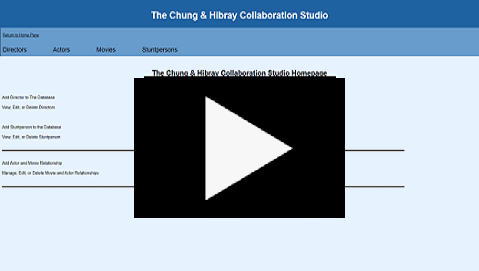 The Chung & Hibray Collaboration Studio
Return to Home Page
Directors Actors Movies Stuntpersons
The Chung & Hibray Collaboration Studio Homepage
Add Director to The Database
View, Edit, or Delete Directors
Add Stuntperson to the Database
View, Edit, or Delete Stuntperson
Add Actor and Movie Relationship
Manage, Edit, or Delete Movie and Actor Relationships